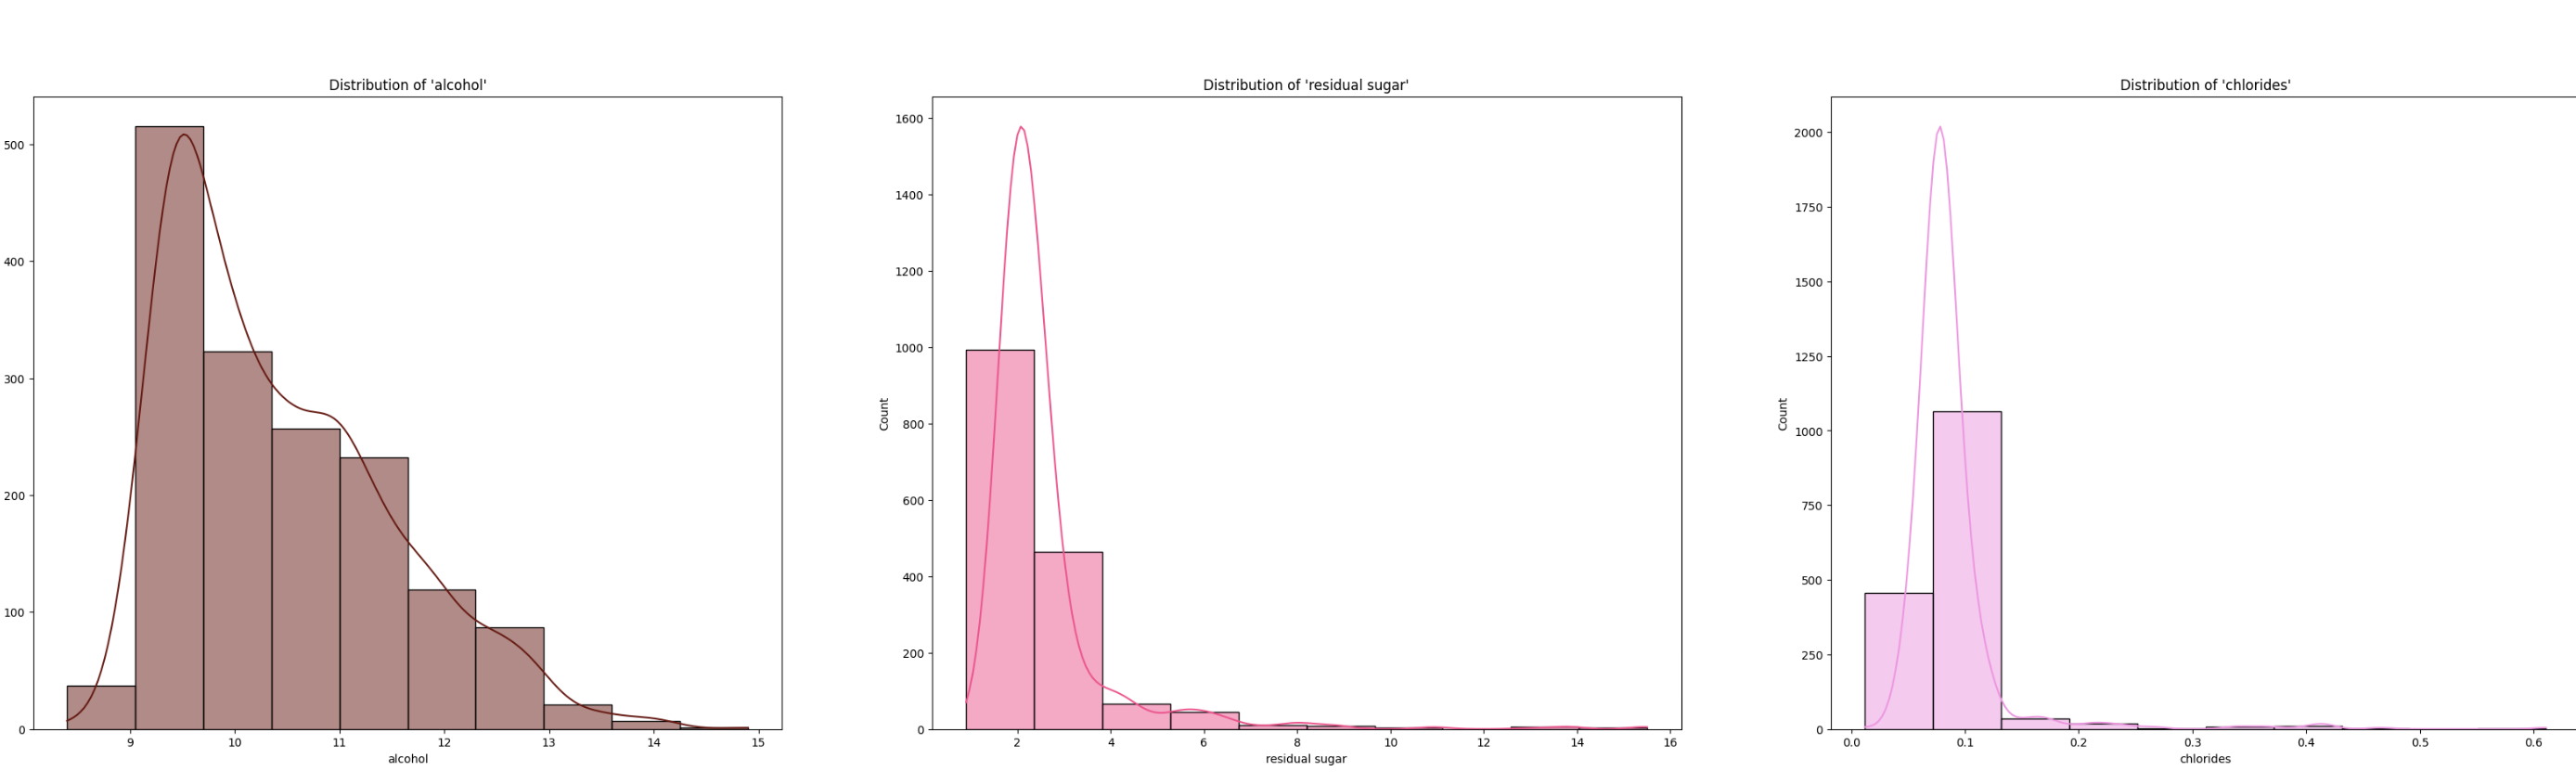 Distribution of 'alcohol'
500
400
300
200
100
0
9 10 11 12 13 14 15
alcohol
Distribution of 'residual sugar'
Count
1600
1400
1200
1000
800
600
400
200
0
2 4 6 8 10 12 14 16
residual sugar
Distribution of 'chlorides'
Count
2000
1750
1500
1250
1000
750
500
250
0
0.0 0.1 0.2 0.3 0.4 0.5 0.6
chlorides